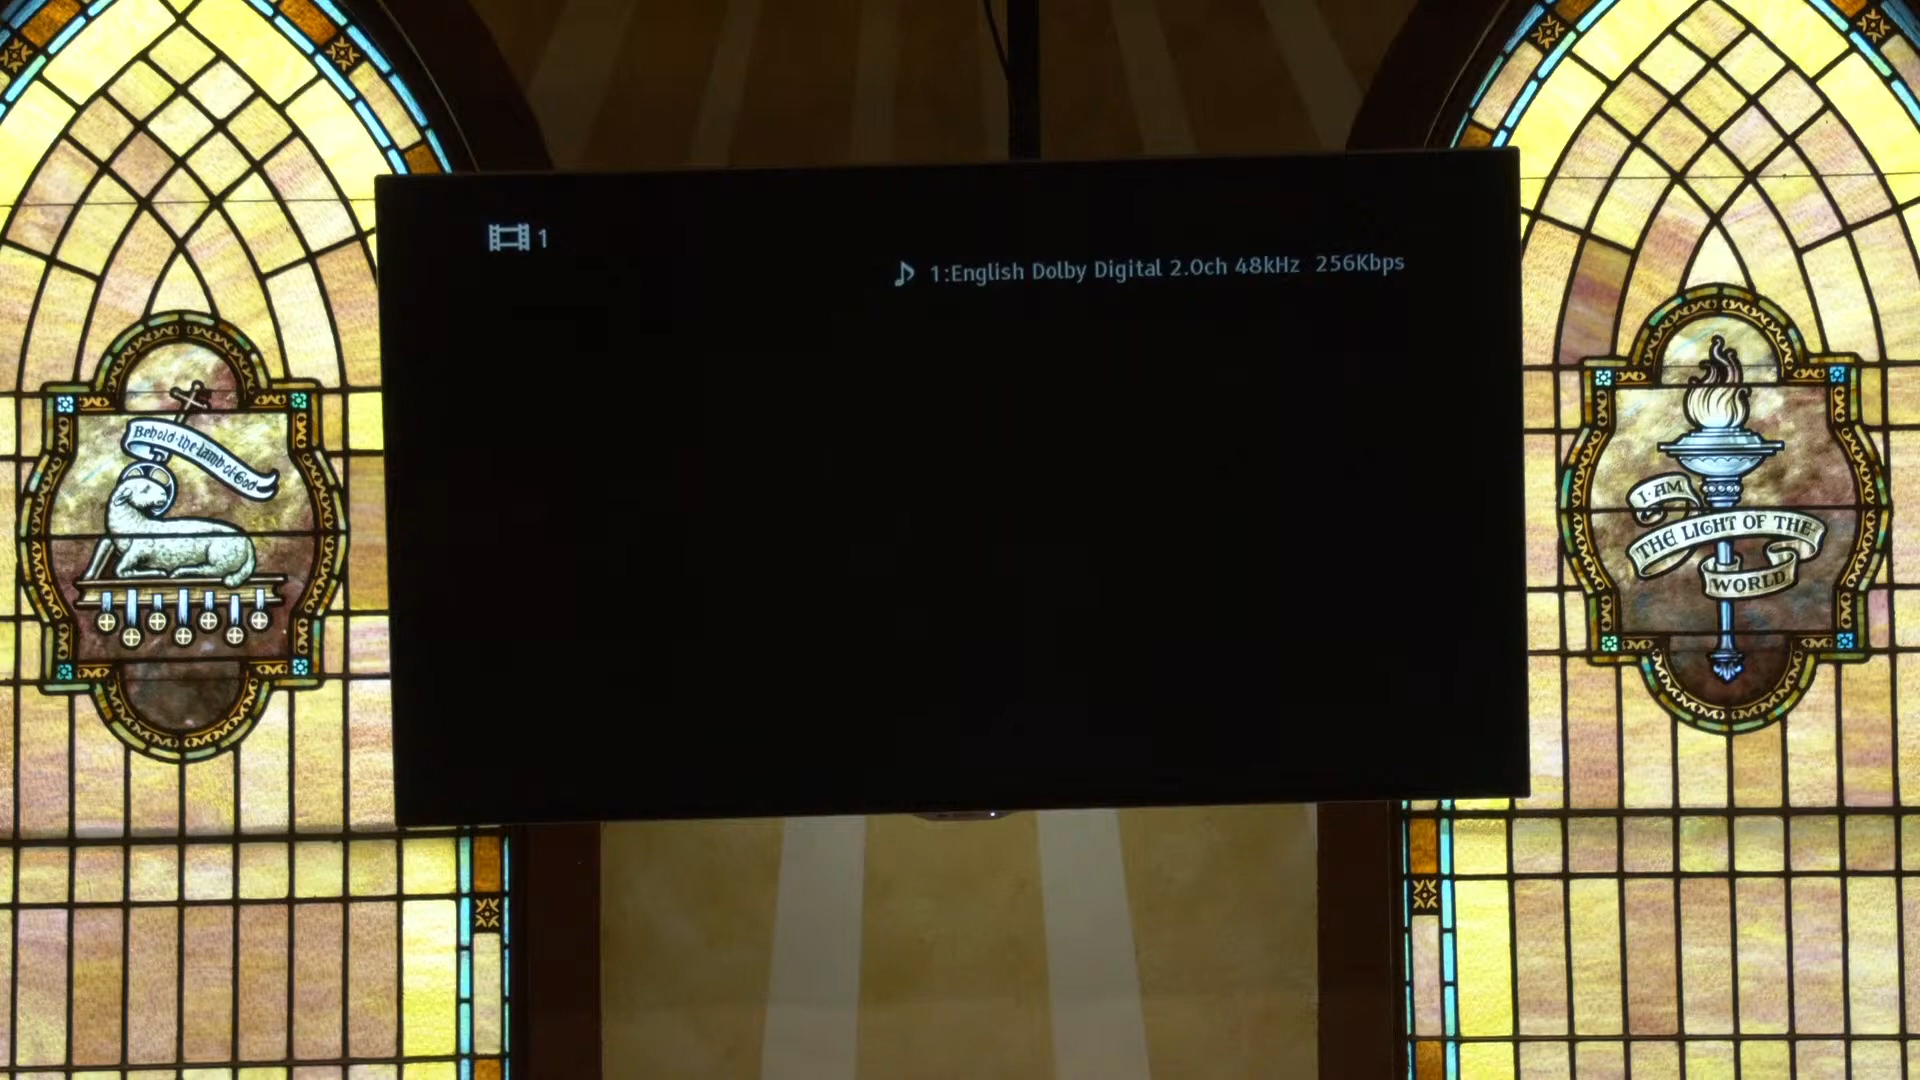 1
1:English Dolby Digital 2.0ch 48kHz 256Kbps
Behold·the·Lamb·of·God
I·AM
THE LIGHT OF THE
WORLD